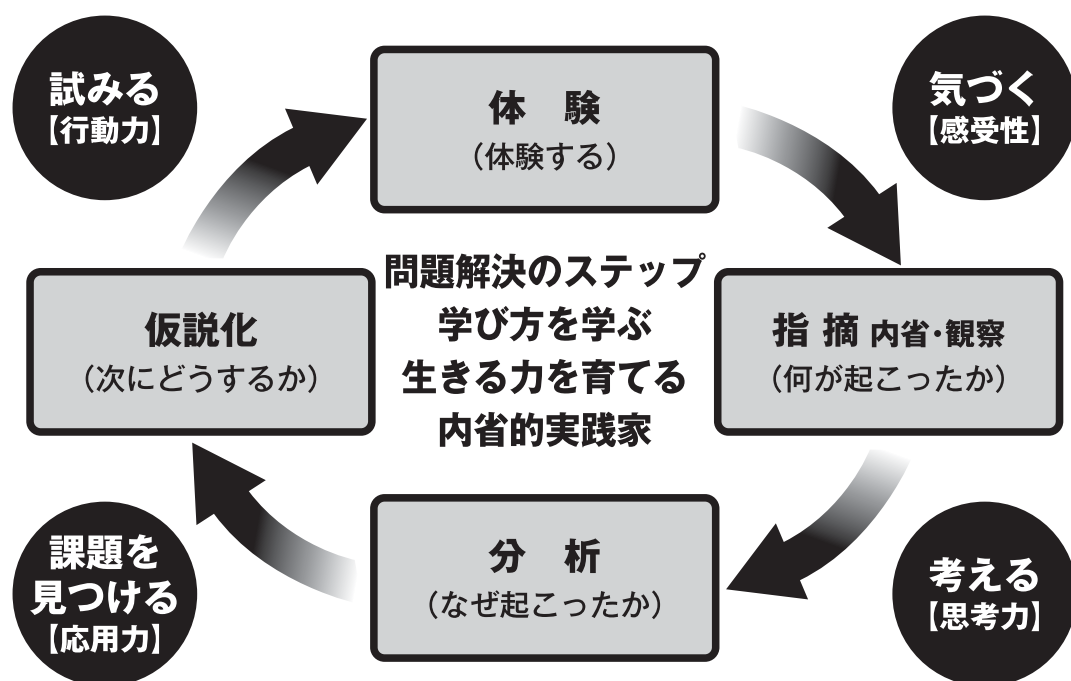 試みる
【行動力】
体　験
（体験する）
気づく
【感受性】
問題解決のステップ
学び方を学ぶ
生きる力を育てる
内省的実践家
仮説化
（次にどうするか）
指 摘 内省・観察
（何が起こったか）
課題を
見つける
【応用力】
分　析
（なぜ起こったか）
考える
【思考力】